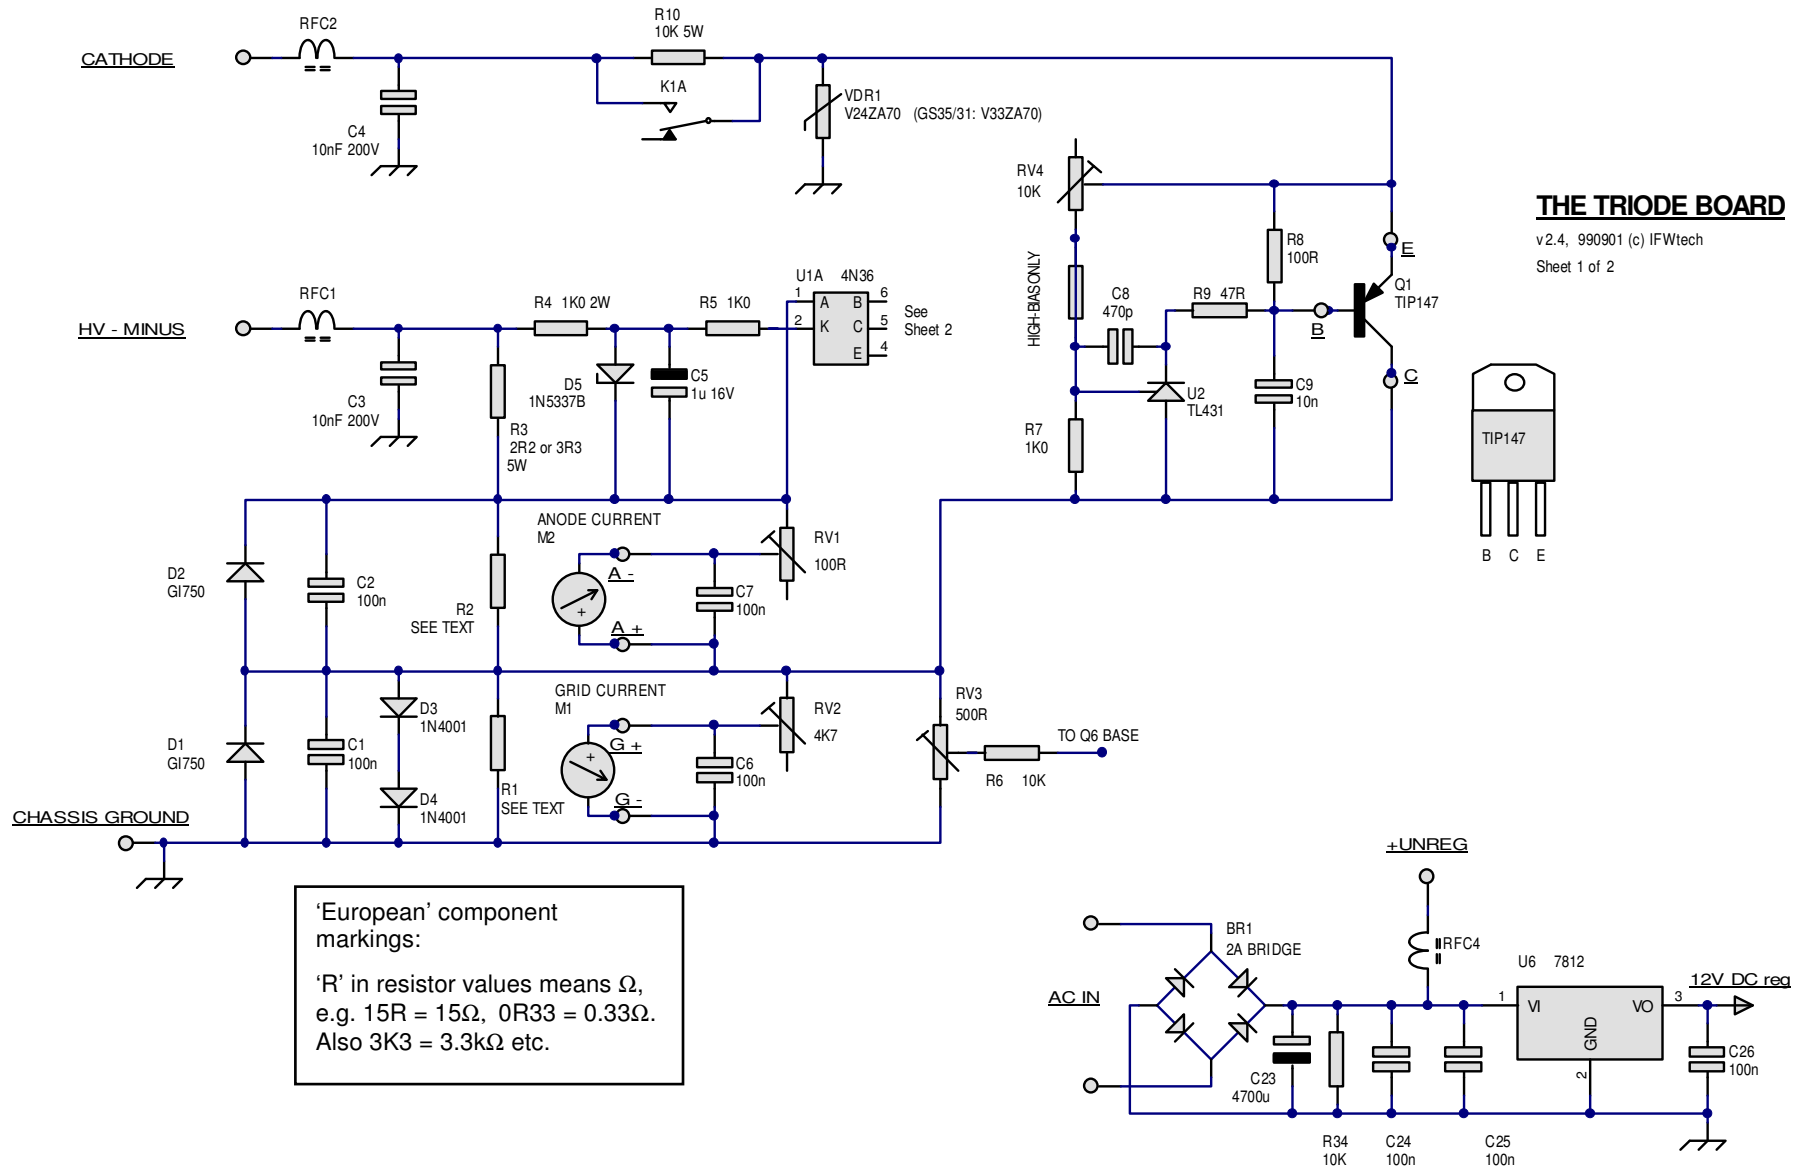 RFC2
R10
10K 5W
CATHODE
K1A
C4
10nF 200V
VDR1
V24ZA70 (GS35/31: V33ZA70)
RV4
10K
THE TRIODE BOARD
v2.4, 990901 (c) IFWtech
Sheet 1 of 2
R8
100R
E
Q1
TIP147
HIGH-BIAS ONLY
C8
470p
R9 47R
B
C
U2
TL431
C9
10n
R7
1K0
TIP147
B C E
RFC1
HV - MINUS
R4 1K0 2W
R5 1K0
U1A 4N36
1
2
A
K
B
C
E
6
5
4
See
Sheet 2
C3
10nF 200V
D5
1N5337B
C5
1u 16V
R3
2R2 or 3R3
5W
ANODE CURRENT
M2
A -
+
A +
RV1
100R
C7
100n
D2
GI750
C2
100n
R2
SEE TEXT
GRID CURRENT
M1
G +
+
G -
RV2
4K7
C6
100n
RV3
500R
TO Q6 BASE
R6 10K
D1
GI750
C1
100n
D3
1N4001
D4
1N4001
R1
SEE TEXT
CHASSIS GROUND
‘European’ component
markings:
‘R’ in resistor values means Ω,
e.g. 15R = 15Ω, 0R33 = 0.33Ω.
Also 3K3 = 3.3kΩ etc.
+UNREG
BR1
2A BRIDGE
RFC4
AC IN
U6 7812
1
VI
VO
3
GND
2
12V DC reg
C23
4700u
C26
100n
R34
10K
C24
100n
C25
100n